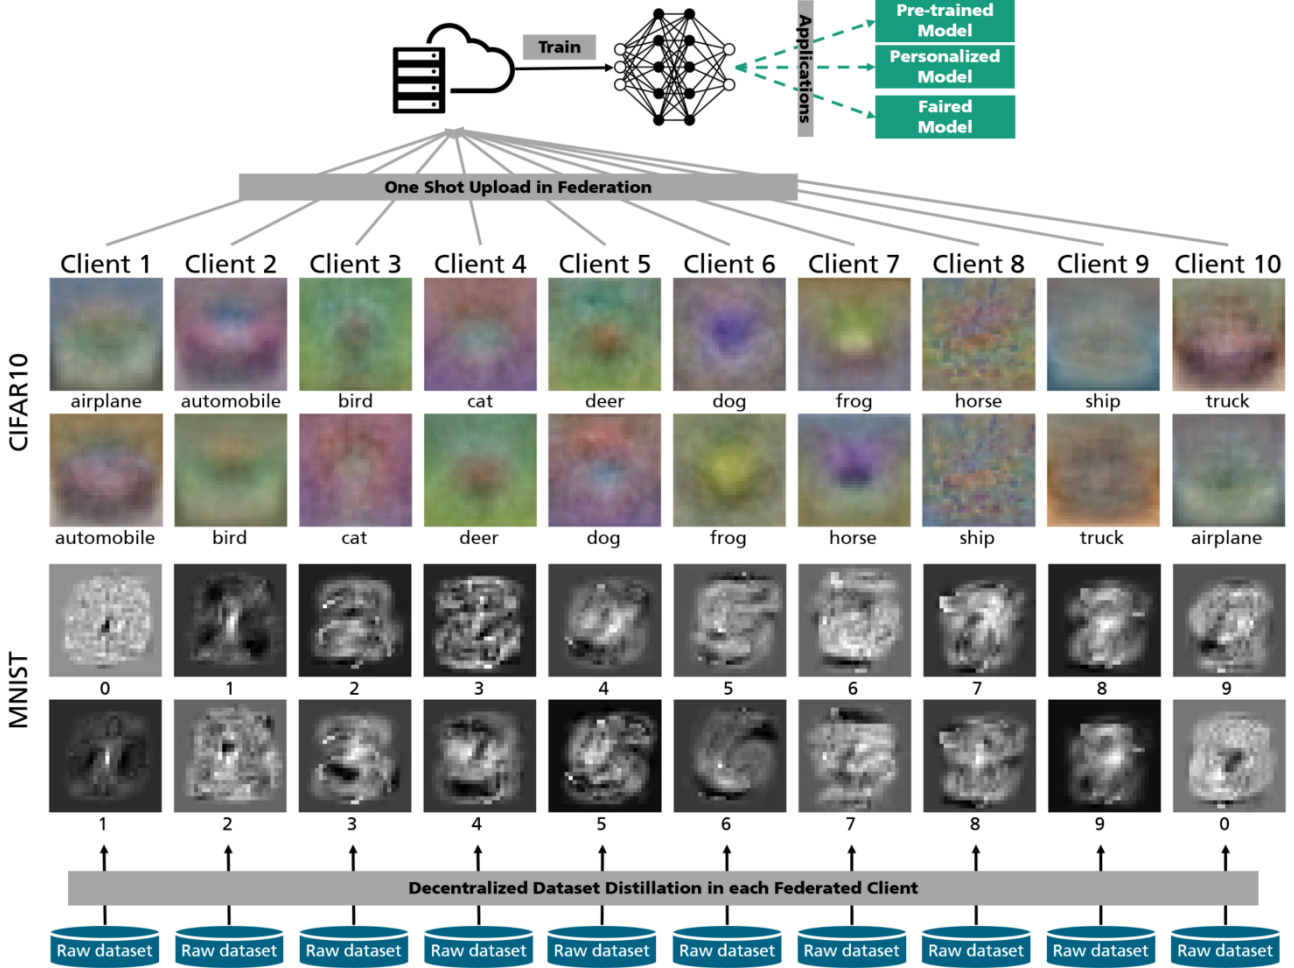 Train
Applications
Pre-trained
Model
Personalized
Model
Faired
Model
One Shot Upload in Federation
Client 1 Client 2 Client 3 Client 4 Client 5 Client 6 Client 7 Client 8 Client 9 Client 10
CIFAR10
airplane automobile bird cat deer dog frog horse ship truck
automobile bird cat deer dog frog horse ship truck airplane
MNIST
0 1 2 3 4 5 6 7 8 9
1 2 3 4 5 6 7 8 9 0
Decentralized Dataset Distillation in each Federated Client
Raw dataset Raw dataset Raw dataset Raw dataset Raw dataset Raw dataset Raw dataset Raw dataset Raw dataset Raw dataset